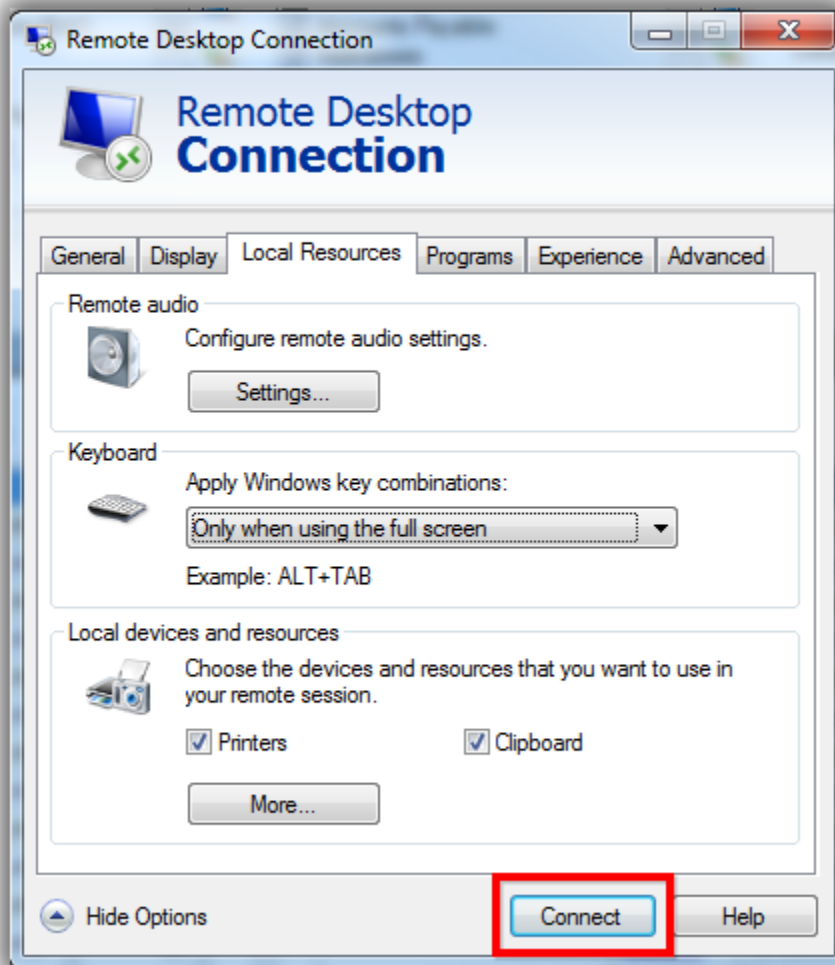 Remote Desktop Connection
Remote Desktop
Connection
General Display Local Resources Programs Experience Advanced
Remote audio
Configure remote audio settings.
Settings...
Keyboard
Apply Windows key combinations:
Only when using the full screen
Example: ALT+TAB
Local devices and resources
Choose the devices and resources that you want to use in
your remote session.
Printers Clipboard
More...
Hide Options Connect Help